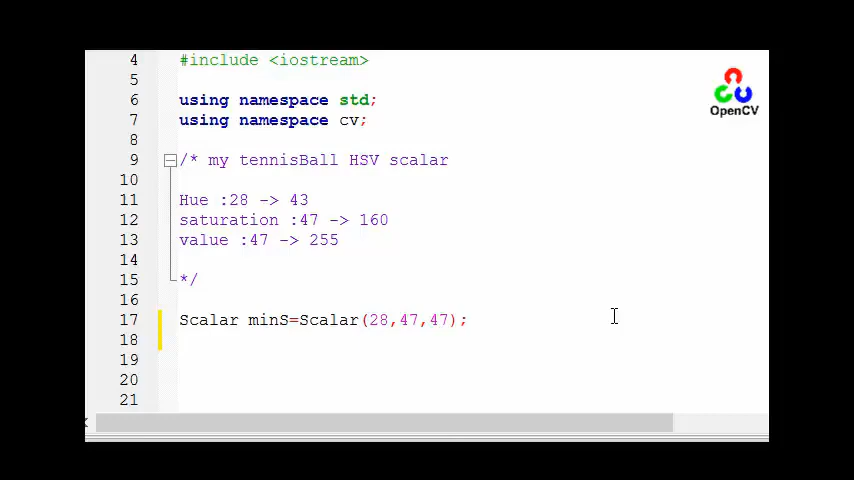 4 #include <iostream>
5
6 using namespace std;
7 using namespace cv;
8
9 /* my tennisBall HSV scalar
10
11 Hue :28 -> 43
12 saturation :47 -> 160
13 value :47 -> 255
14
15 */
16
17 Scalar minS=Scalar(28,47,47);
18
19
20
21
OpenCV